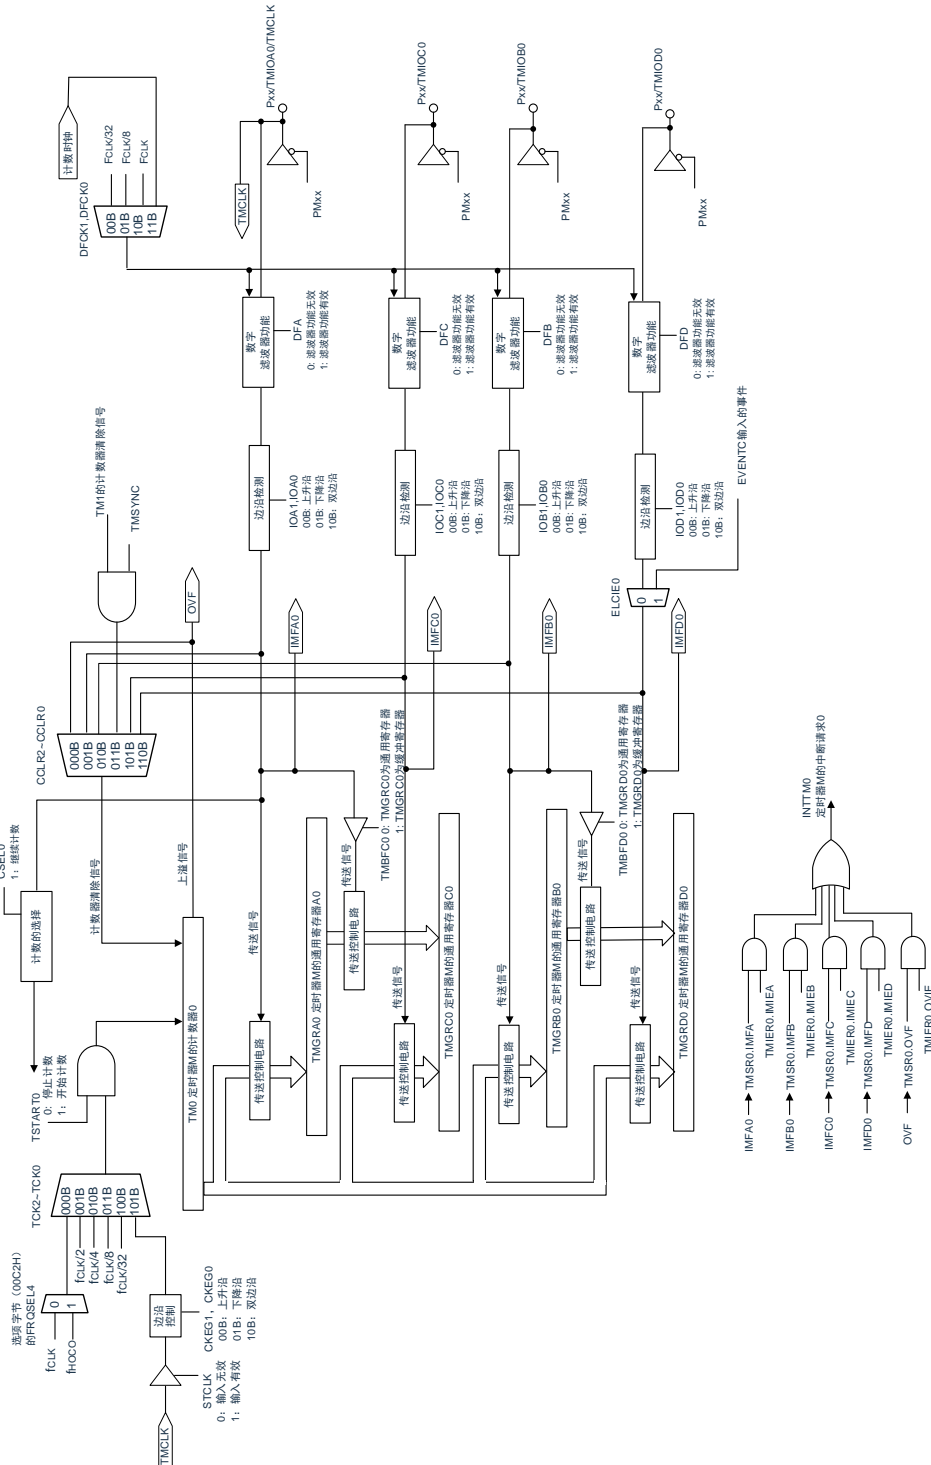 Pxx/TMIOA0/TMCLK
Pxx/TMIOC0
Pxx/TMIOB0
Pxx/TMIOD0
计数时钟
FCLK/32
FCLK/8
FCLK
DFCK1,DFCK0
00B
01B
10B
11B
TMCLK
PMxx
PMxx
PMxx
PMxx
数字
滤波器功能
DFA
0: 滤波器功能无效
1: 滤波器功能有效
数字
滤波器功能
DFC
0: 滤波器功能无效
1: 滤波器功能有效
数字
滤波器功能
DFB
0: 滤波器功能无效
1: 滤波器功能有效
数字
滤波器功能
DFD
0: 滤波器功能无效
1: 滤波器功能有效
TM1的计数器清除信号
TMSYNC
边沿检测
IOA1,IOA0
00B: 上升沿
01B: 下降沿
10B: 双边沿
边沿检测
IOC1,IOC0
00B: 上升沿
01B: 下降沿
10B: 双边沿
边沿检测
IOB1,IOB0
00B: 上升沿
01B: 下降沿
10B: 双边沿
边沿检测
IOD1,IOD0
00B: 上升沿
01B: 下降沿
10B: 双边沿
EVENTC输入的事件
ELCIE0
0
1
OVF
IMFA0
IMFC0
IMFB0
IMFD0
CCLR2~CCLR0
000B
001B
010B
011B
101B
110B
CSEL0
1: 继续计数
计数的选择
计数器清除信号
上溢信号
传送信号
传送信号
TMBFC0 0: TMGRC0为通用寄存器
1: TMGRC0为缓冲寄存器
传送信号
传送信号
传送信号
TMBFD0 0: TMGRD0为通用寄存器
1: TMGRD0为缓冲寄存器
传送信号
传送控制电路
传送控制电路
TSTART0
0: 停止计数
1: 开始计数
TM0 定时器M的计数器0
传送控制电路
TMGRA0 定时器M的通用寄存器A0
传送控制电路
TMGRC0 定时器M的通用寄存器C0
传送控制电路
TMGRB0 定时器M的通用寄存器B0
传送控制电路
TMGRD0 定时器M的通用寄存器D0
INTTM0
定时器M的中断请求0
IMFA0
TMSR0.IMFA
TMIER0.IMIEA
IMFB0
TMSR0.IMFB
TMIER0.IMIEB
IMFC0
TMSR0.IMFC
TMIER0.IMIEC
IMFD0
TMSR0.IMFD
TMIER0.IMIED
OVF
TMSR0.OVF
TMIER0.OVIE
TCK2~TCK0
000B
001B
010B
011B
100B
101B
fCLK/2
fCLK/4
fCLK/8
fCLK/32
选项字节（00C2H）
的FRQSEL4
0
1
fCLK
fHOCO
边沿
控制
CKEG1，CKEG0
00B: 上升沿
01B: 下降沿
10B: 双边沿
STCLK
0: 输入无效
1: 输入有效
TMCLK